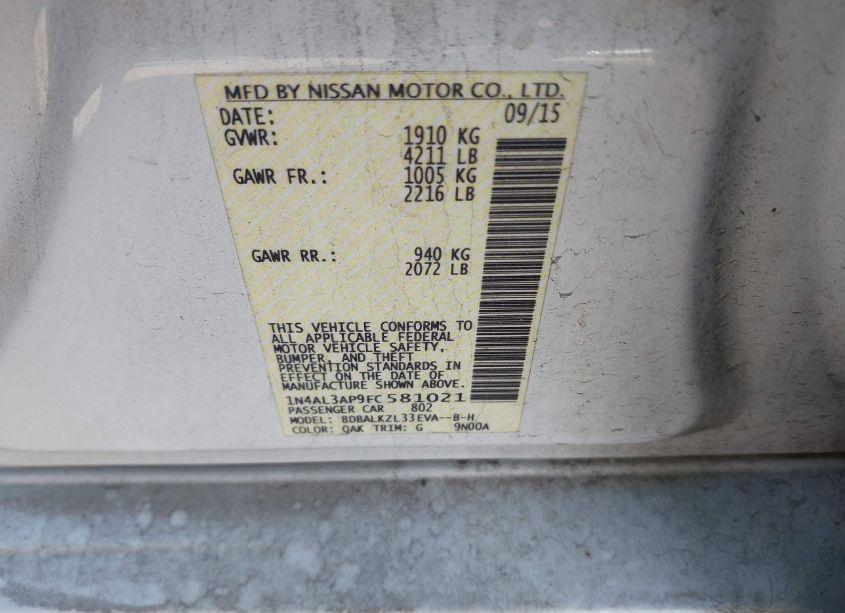 MFD BY NISSAN MOTOR CO., LTD.
DATE: 09/15
GVWR: 1910 KG
4211 LB
GAWR FR.: 1005 KG
2216 LB
GAWR RR.: 940 KG
2072 LB
THIS VEHICLE CONFORMS TO
ALL APPLICABLE FEDERAL
MOTOR VEHICLE SAFETY,
BUMPER, AND THEFT
PREVENTION STANDARDS IN
EFFECT ON THE DATE OF
MANUFACTURE SHOWN ABOVE.
1N4AL3AP9FC581021
PASSENGER CAR 802
MODEL: BDBALKZL33EVA--B-H
COLOR: QAK TRIM: G 9N00A